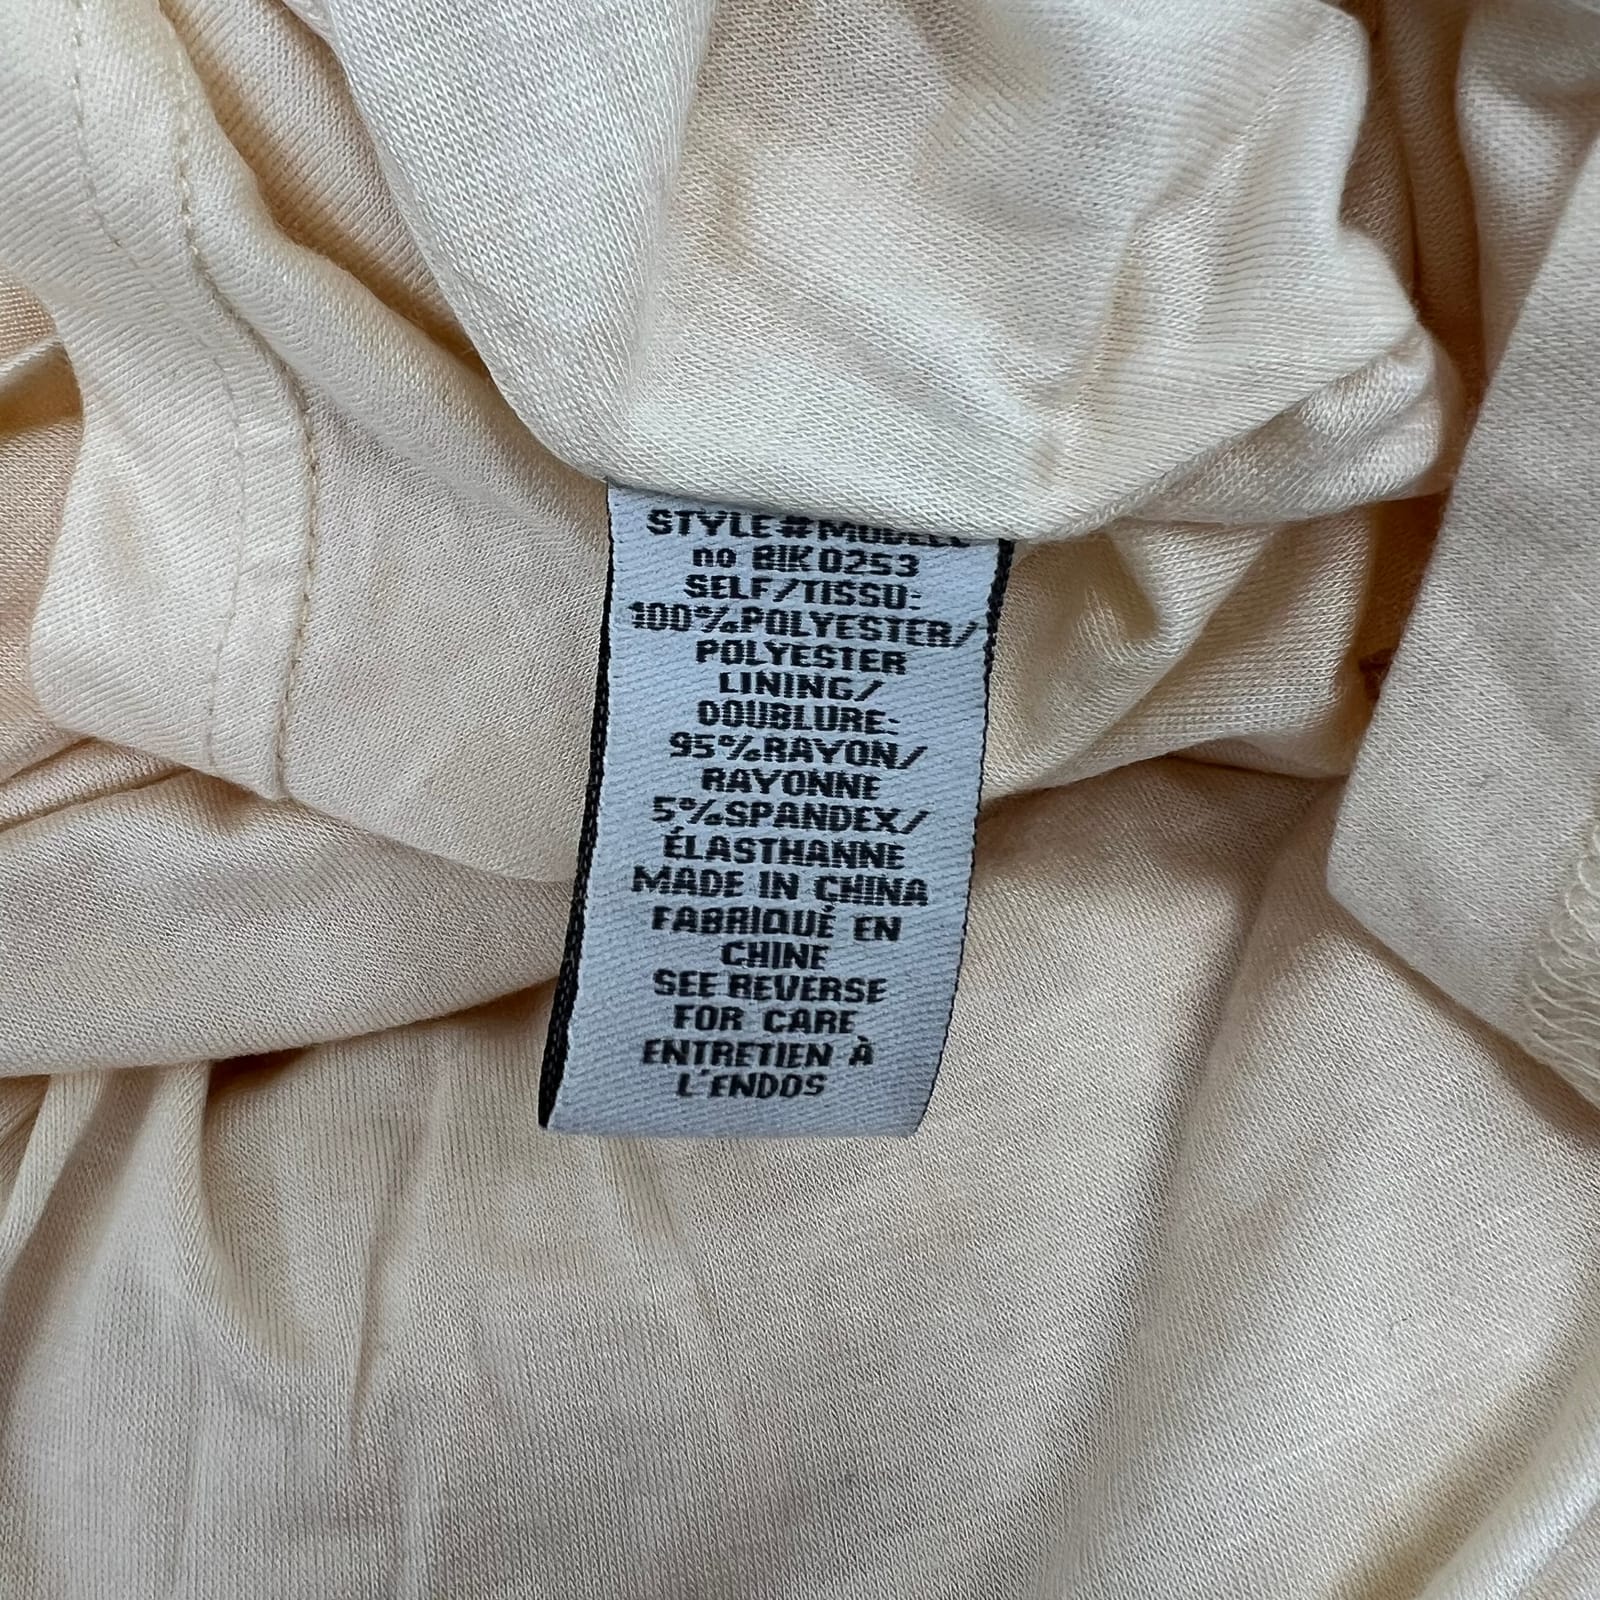 STYLE#MODELE
no BIK0253
SELF/TISSU:
100%POLYESTER/
POLYESTER
LINING/
DOUBLURE:
95%RAYON/
RAYONNE
5%SPANDEX/
ÉLASTHANNE
MADE IN CHINA
FABRIQUÉ EN
CHINE
SEE REVERSE
FOR CARE
ENTRETIEN À
L'ENDOS